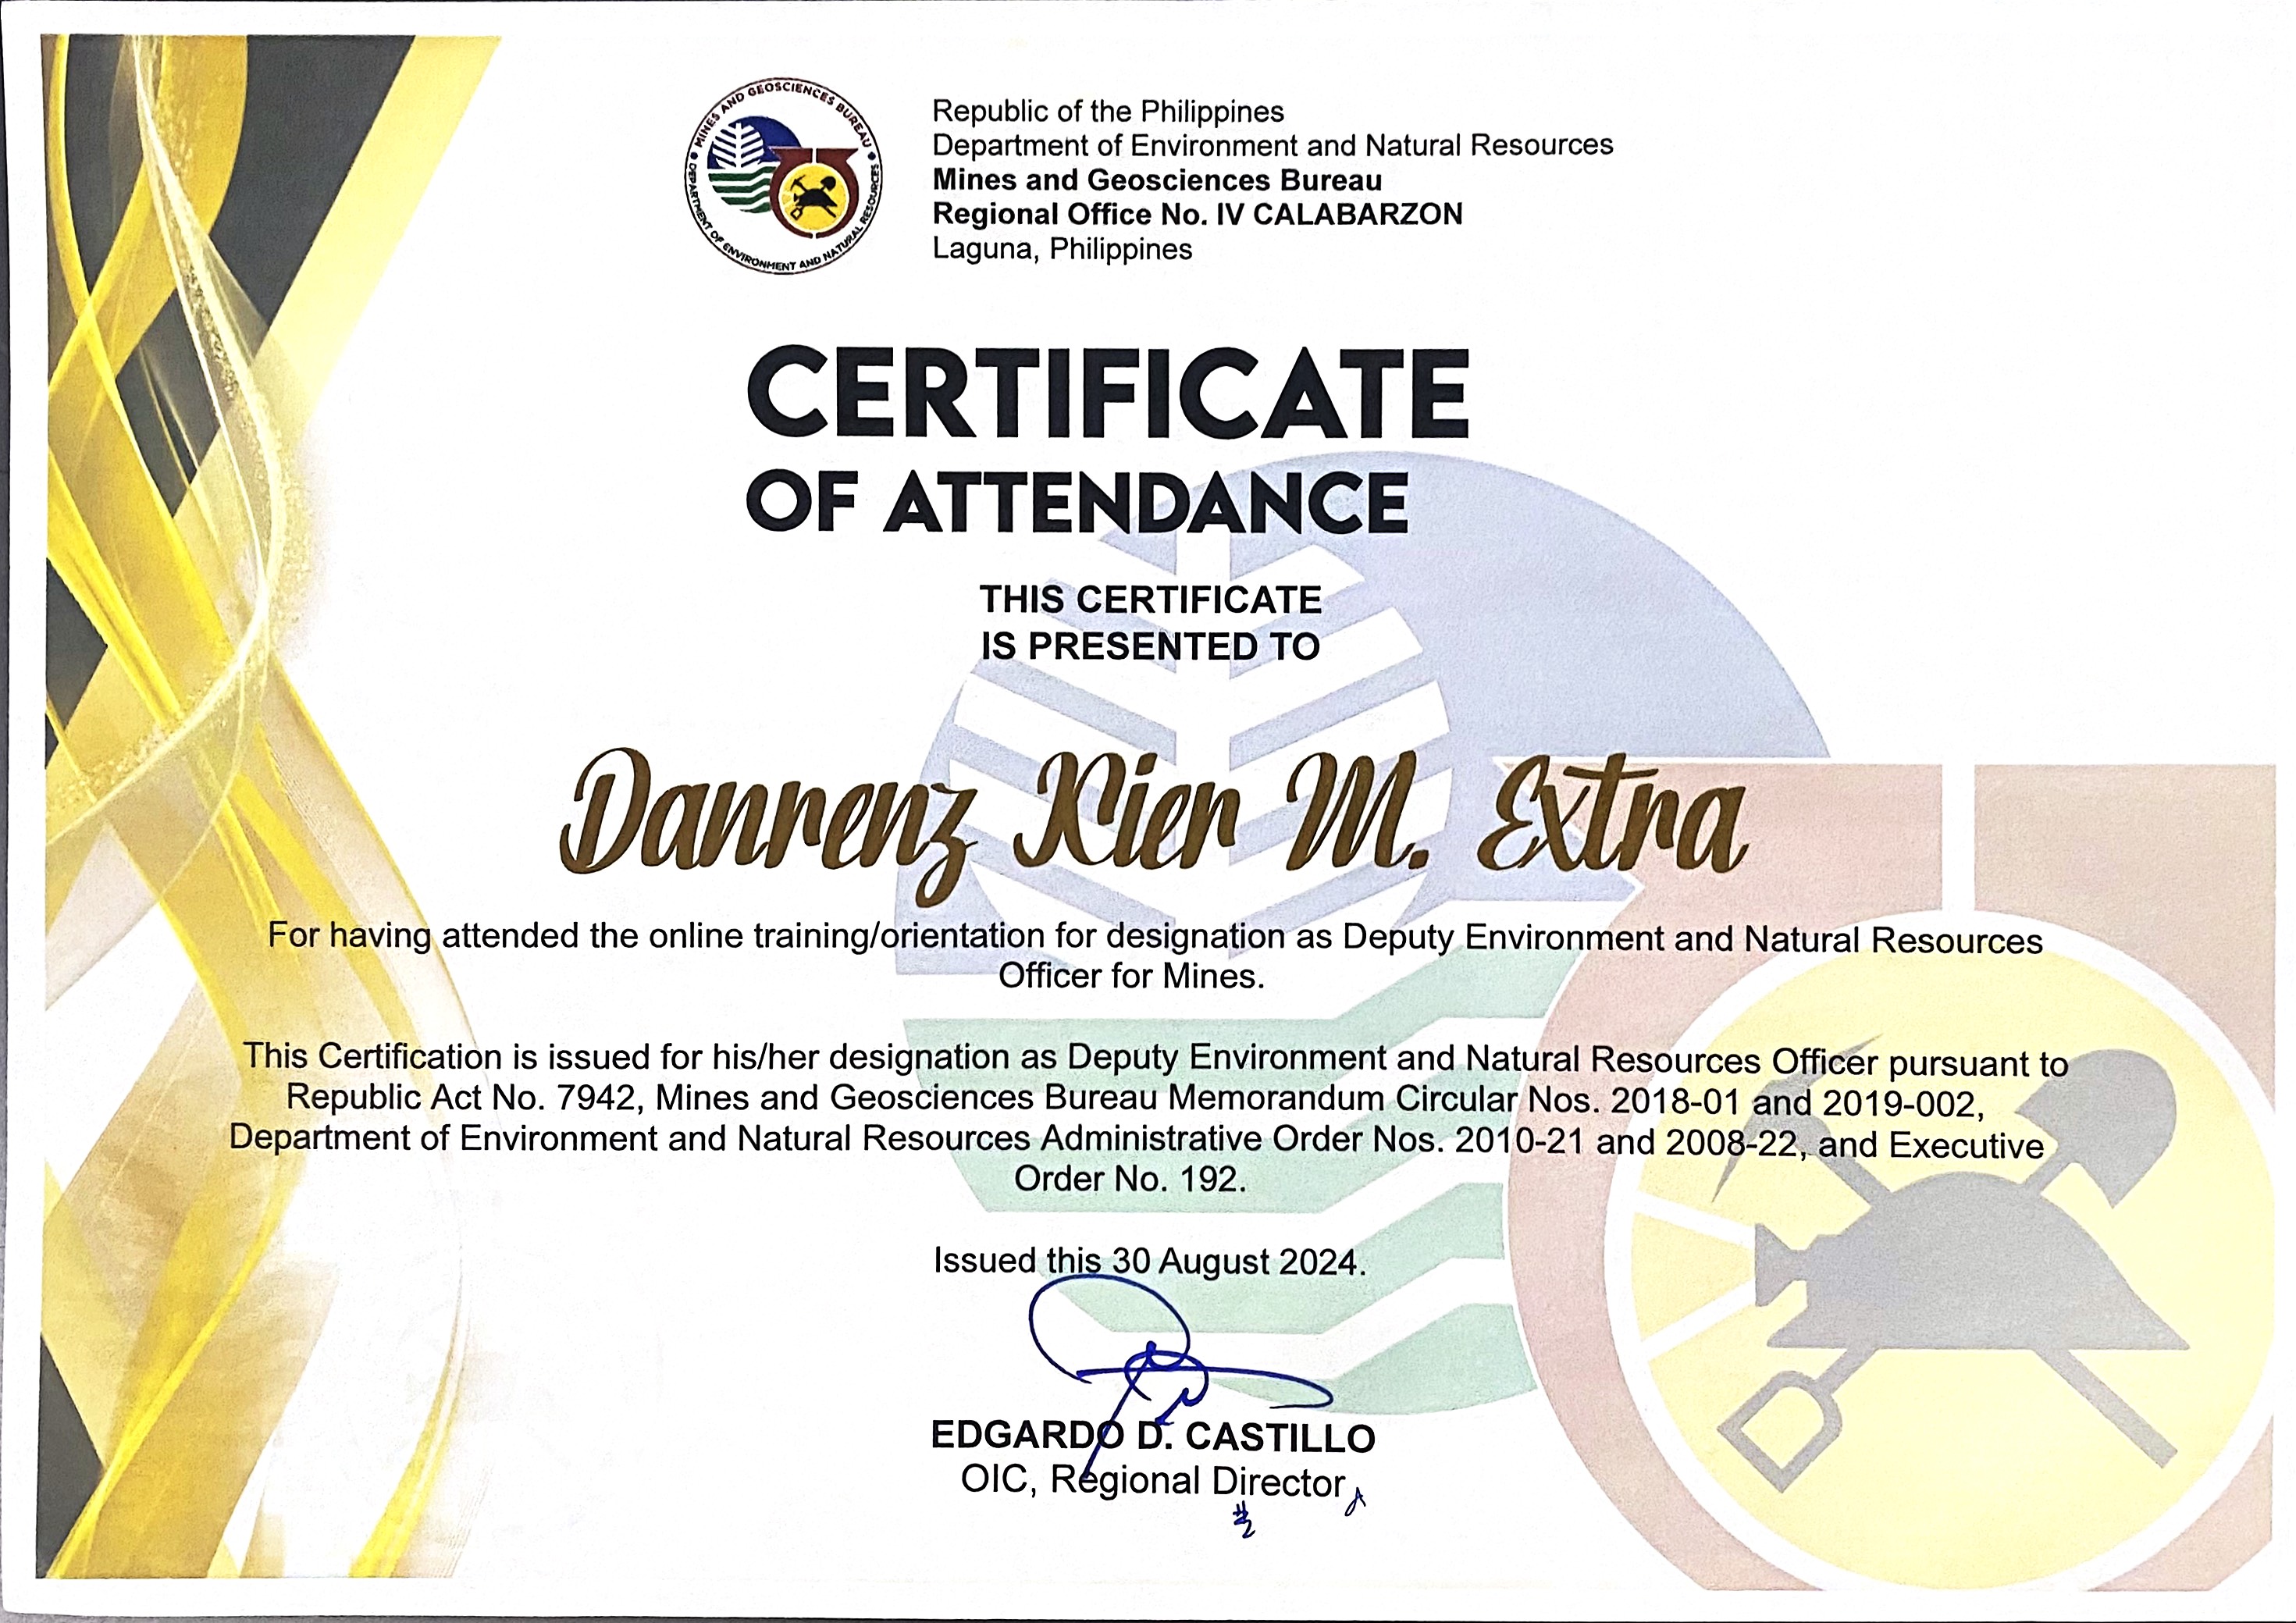 MINES AND GEOSCIENCES BUREAU
DEPARTMENT OF ENVIRONMENT AND NATURAL RESOURCES
Republic of the Philippines
Department of Environment and Natural Resources
Mines and Geosciences Bureau
Regional Office No. IV CALABARZON
Laguna, Philippines
CERTIFICATE
OF ATTENDANCE
THIS CERTIFICATE
IS PRESENTED TO
Danrenz Xier M. Extra
For having attended the online training/orientation for designation as Deputy Environment and Natural Resources
Officer for Mines.
This Certification is issued for his/her designation as Deputy Environment and Natural Resources Officer pursuant to
Republic Act No. 7942, Mines and Geosciences Bureau Memorandum Circular Nos. 2018-01 and 2019-002,
Department of Environment and Natural Resources Administrative Order Nos. 2010-21 and 2008-22, and Executive
Order No. 192.
Issued this 30 August 2024.
EDGARDO D. CASTILLO
OIC, Regional Director